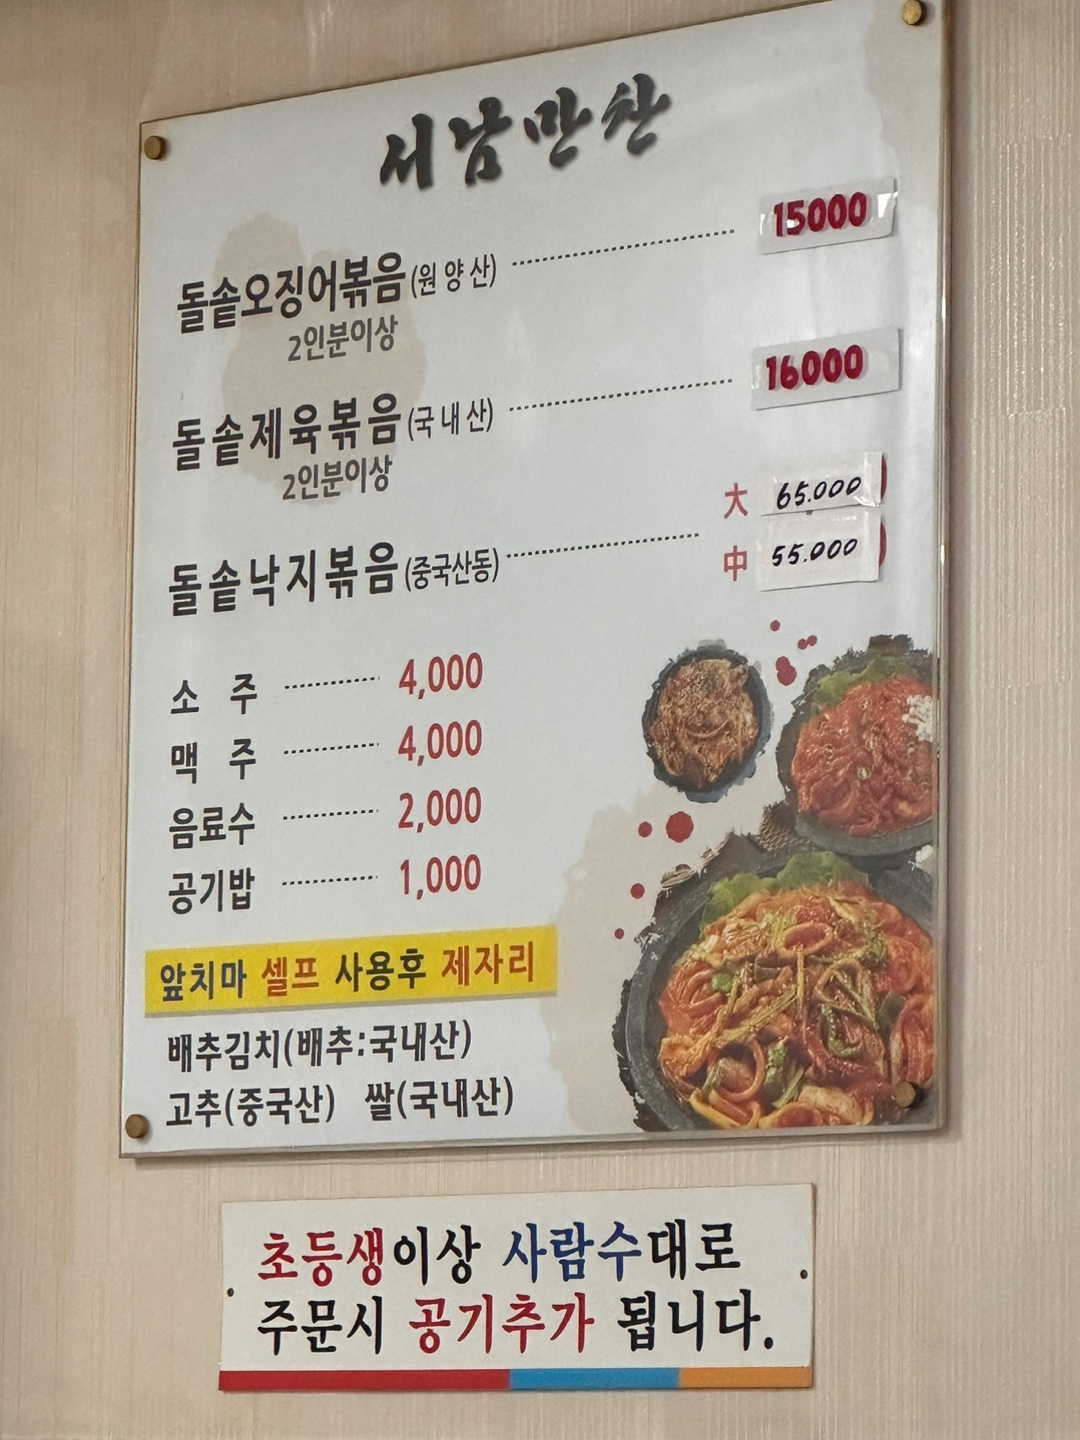 서남만찬
돌솥오징어볶음(원양산) 15000
2인분이상
돌솥제육볶음(국내산) 16000
2인분이상
大 65.000
돌솥낙지볶음(중국산동) 中 55.000
소 주 4,000
맥 주 4,000
음료수 2,000
공기밥 1,000
앞치마 셀프 사용후 제자리
배추김치(배추:국내산)
고추(중국산) 쌀(국내산)
초등생이상 사람수대로
주문시 공기추가 됩니다.